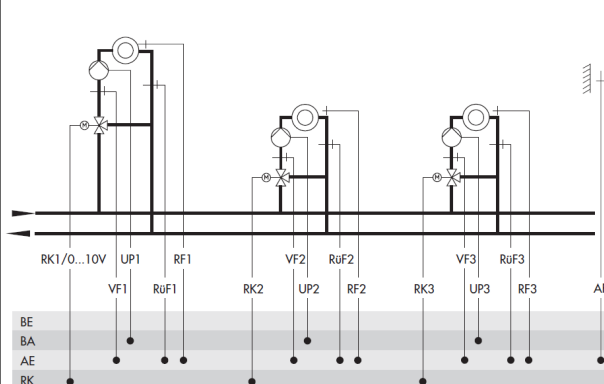 M
M
M
RK1/0...10V UP1 RF1 VF2 RüF2 VF3 RüF3
VF1 RüF1 RK2 UP2 RF2 RK3 UP3 RF3
BE
BA
AE
RK